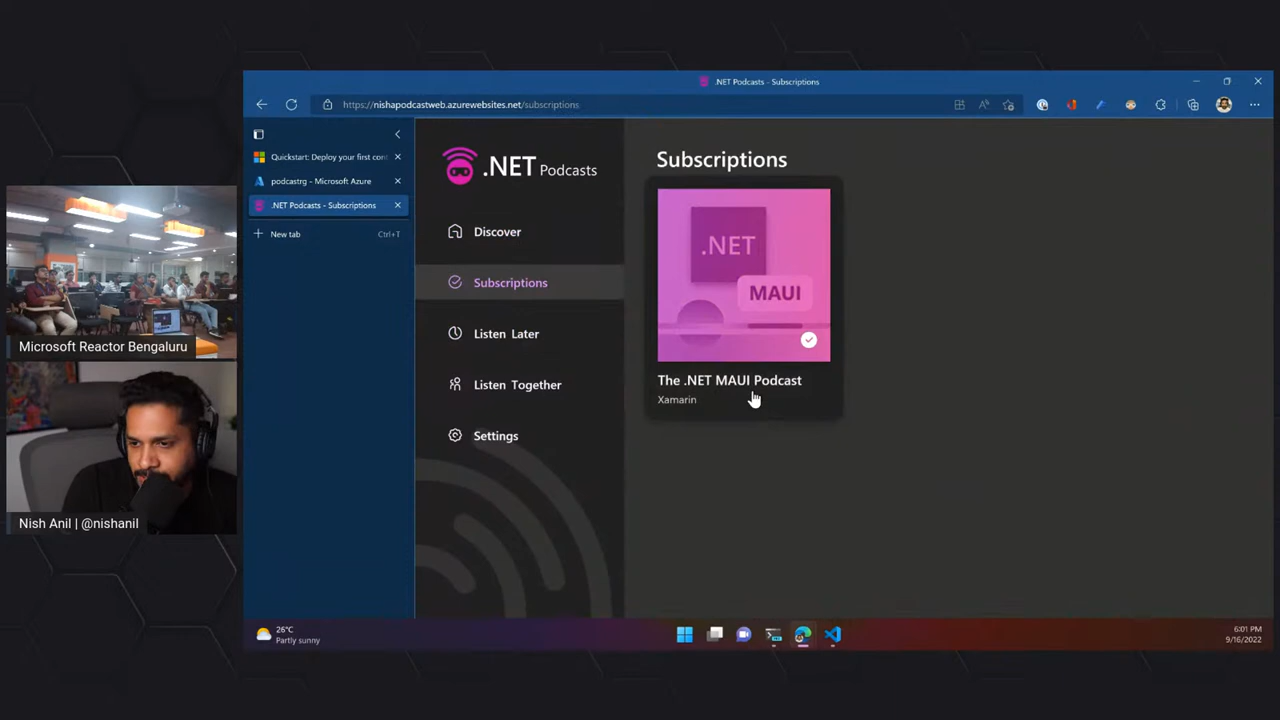 .NET Podcasts - Subscriptions
https://nishapodcastweb.azurewebsites.net/subscriptions
Quickstart: Deploy your first con
podcastrg - Microsoft Azure
.NET Podcasts - Subscriptions
New tab
Ctrl+T
.NET Podcasts
Discover
Subscriptions
Listen Later
Listen Together
Settings
Subscriptions
.NET
MAUI
The .NET MAUI Podcast
Xamarin
Microsoft Reactor Bengaluru
Nish Anil | @nishanil
26°C
Partly sunny
6:01 PM
9/16/2022